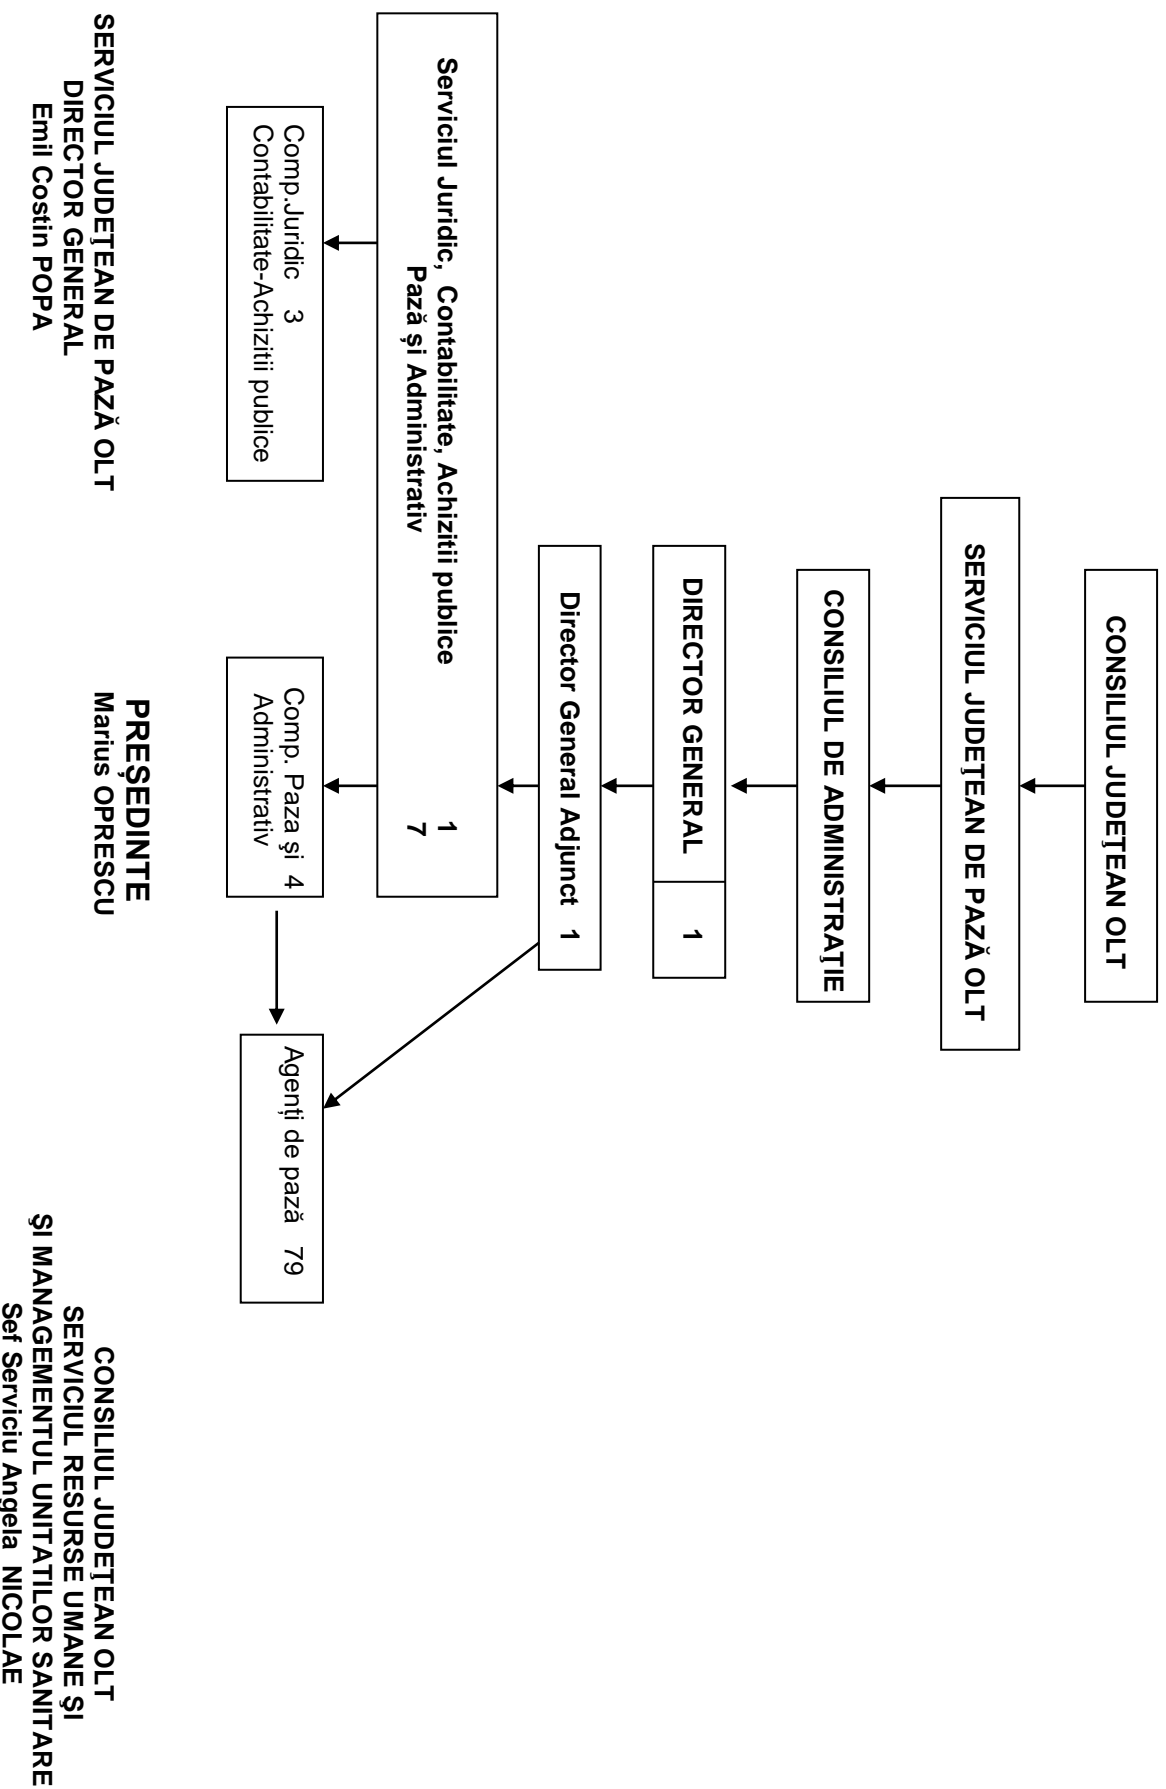 CONSILIUL JUDEŢEAN OLT
SERVICIUL JUDEŢEAN DE PAZĂ OLT
CONSILIUL DE ADMINISTRAŢIE
DIRECTOR GENERAL 1
Director General Adjunct 1
Serviciul Juridic, Contabilitate, Achizitii publice 1
Pază și Administrativ 7
Comp.Juridic 3
Contabilitate-Achizitii publice
Comp. Paza şi 4
Administrativ
Agenți de pază 79
SERVICIUL JUDEŢEAN DE PAZĂ OLT
DIRECTOR GENERAL
Emil Costin POPA
PREŞEDINTE
Marius OPRESCU
CONSILIUL JUDEŢEAN OLT
SERVICIUL RESURSE UMANE ŞI
ŞI MANAGEMENTUL UNITATILOR SANITARE
Sef Serviciu Angela NICOLAE